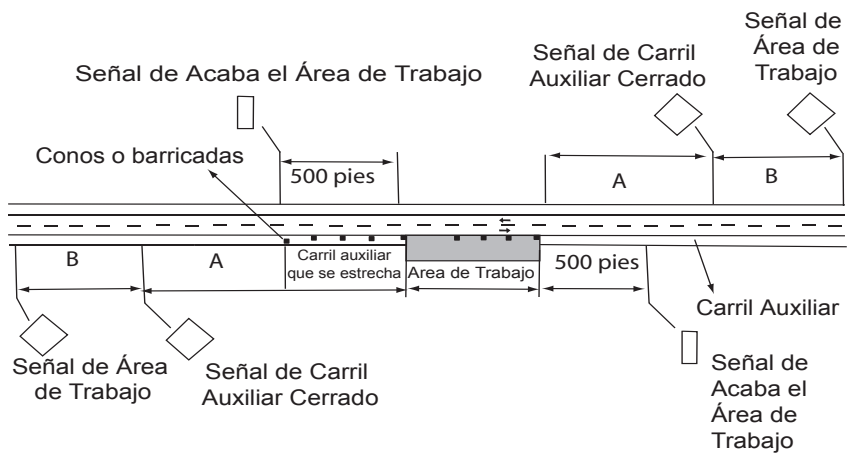 Señal de
Área de
Trabajo
Señal de Carril
Auxiliar Cerrado
Señal de Acaba el Área de Trabajo
Conos o barricadas
500 pies
A
B
B
A
Carril auxiliar
que se estrecha
Area de Trabajo
500 pies
Carril Auxiliar
Señal de Área
de Trabajo
Señal de Carril
Auxiliar Cerrado
Señal de
Acaba el
Área de
Trabajo